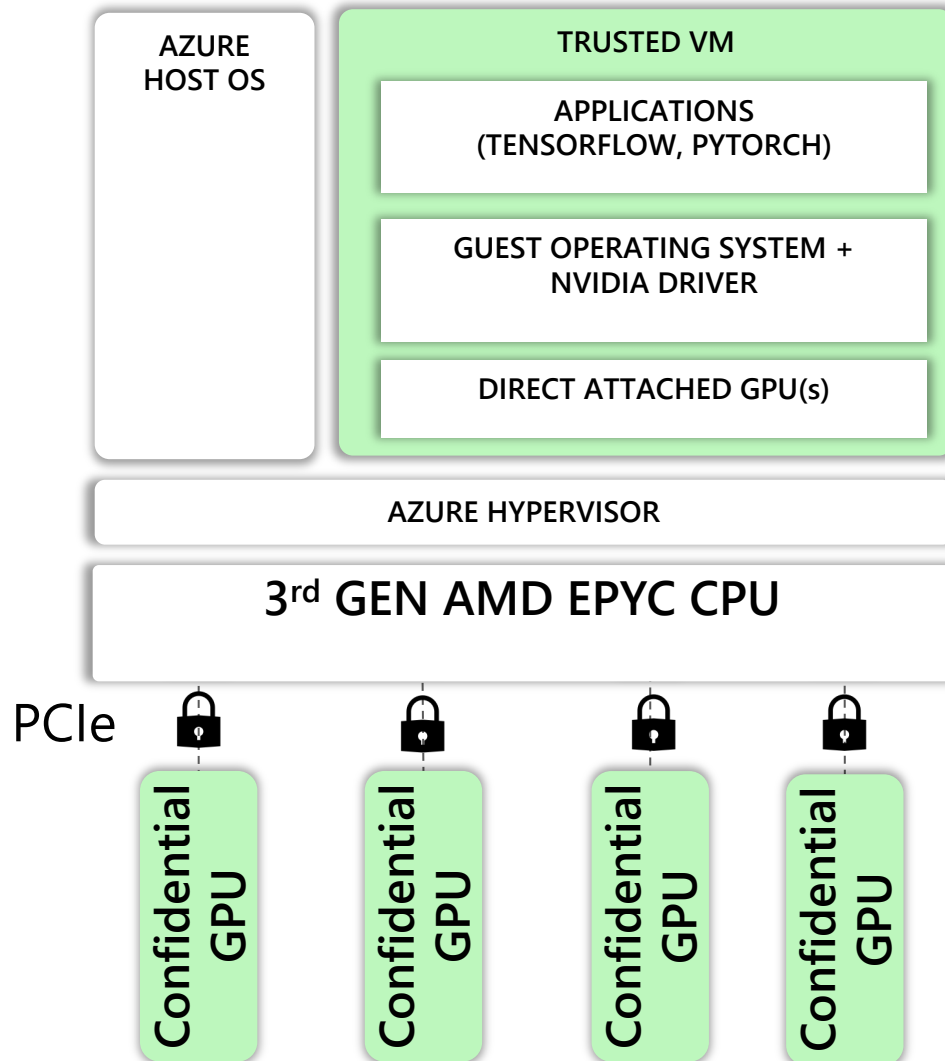 AZURE
HOST OS
TRUSTED VM
APPLICATIONS
(TENSORFLOW, PYTORCH)
GUEST OPERATING SYSTEM +
NVIDIA DRIVER
DIRECT ATTACHED GPU(s)
AZURE HYPERVISOR
3rd GEN AMD EPYC CPU
PCIe
Confidential
GPU
Confidential
GPU
Confidential
GPU
Confidential
GPU